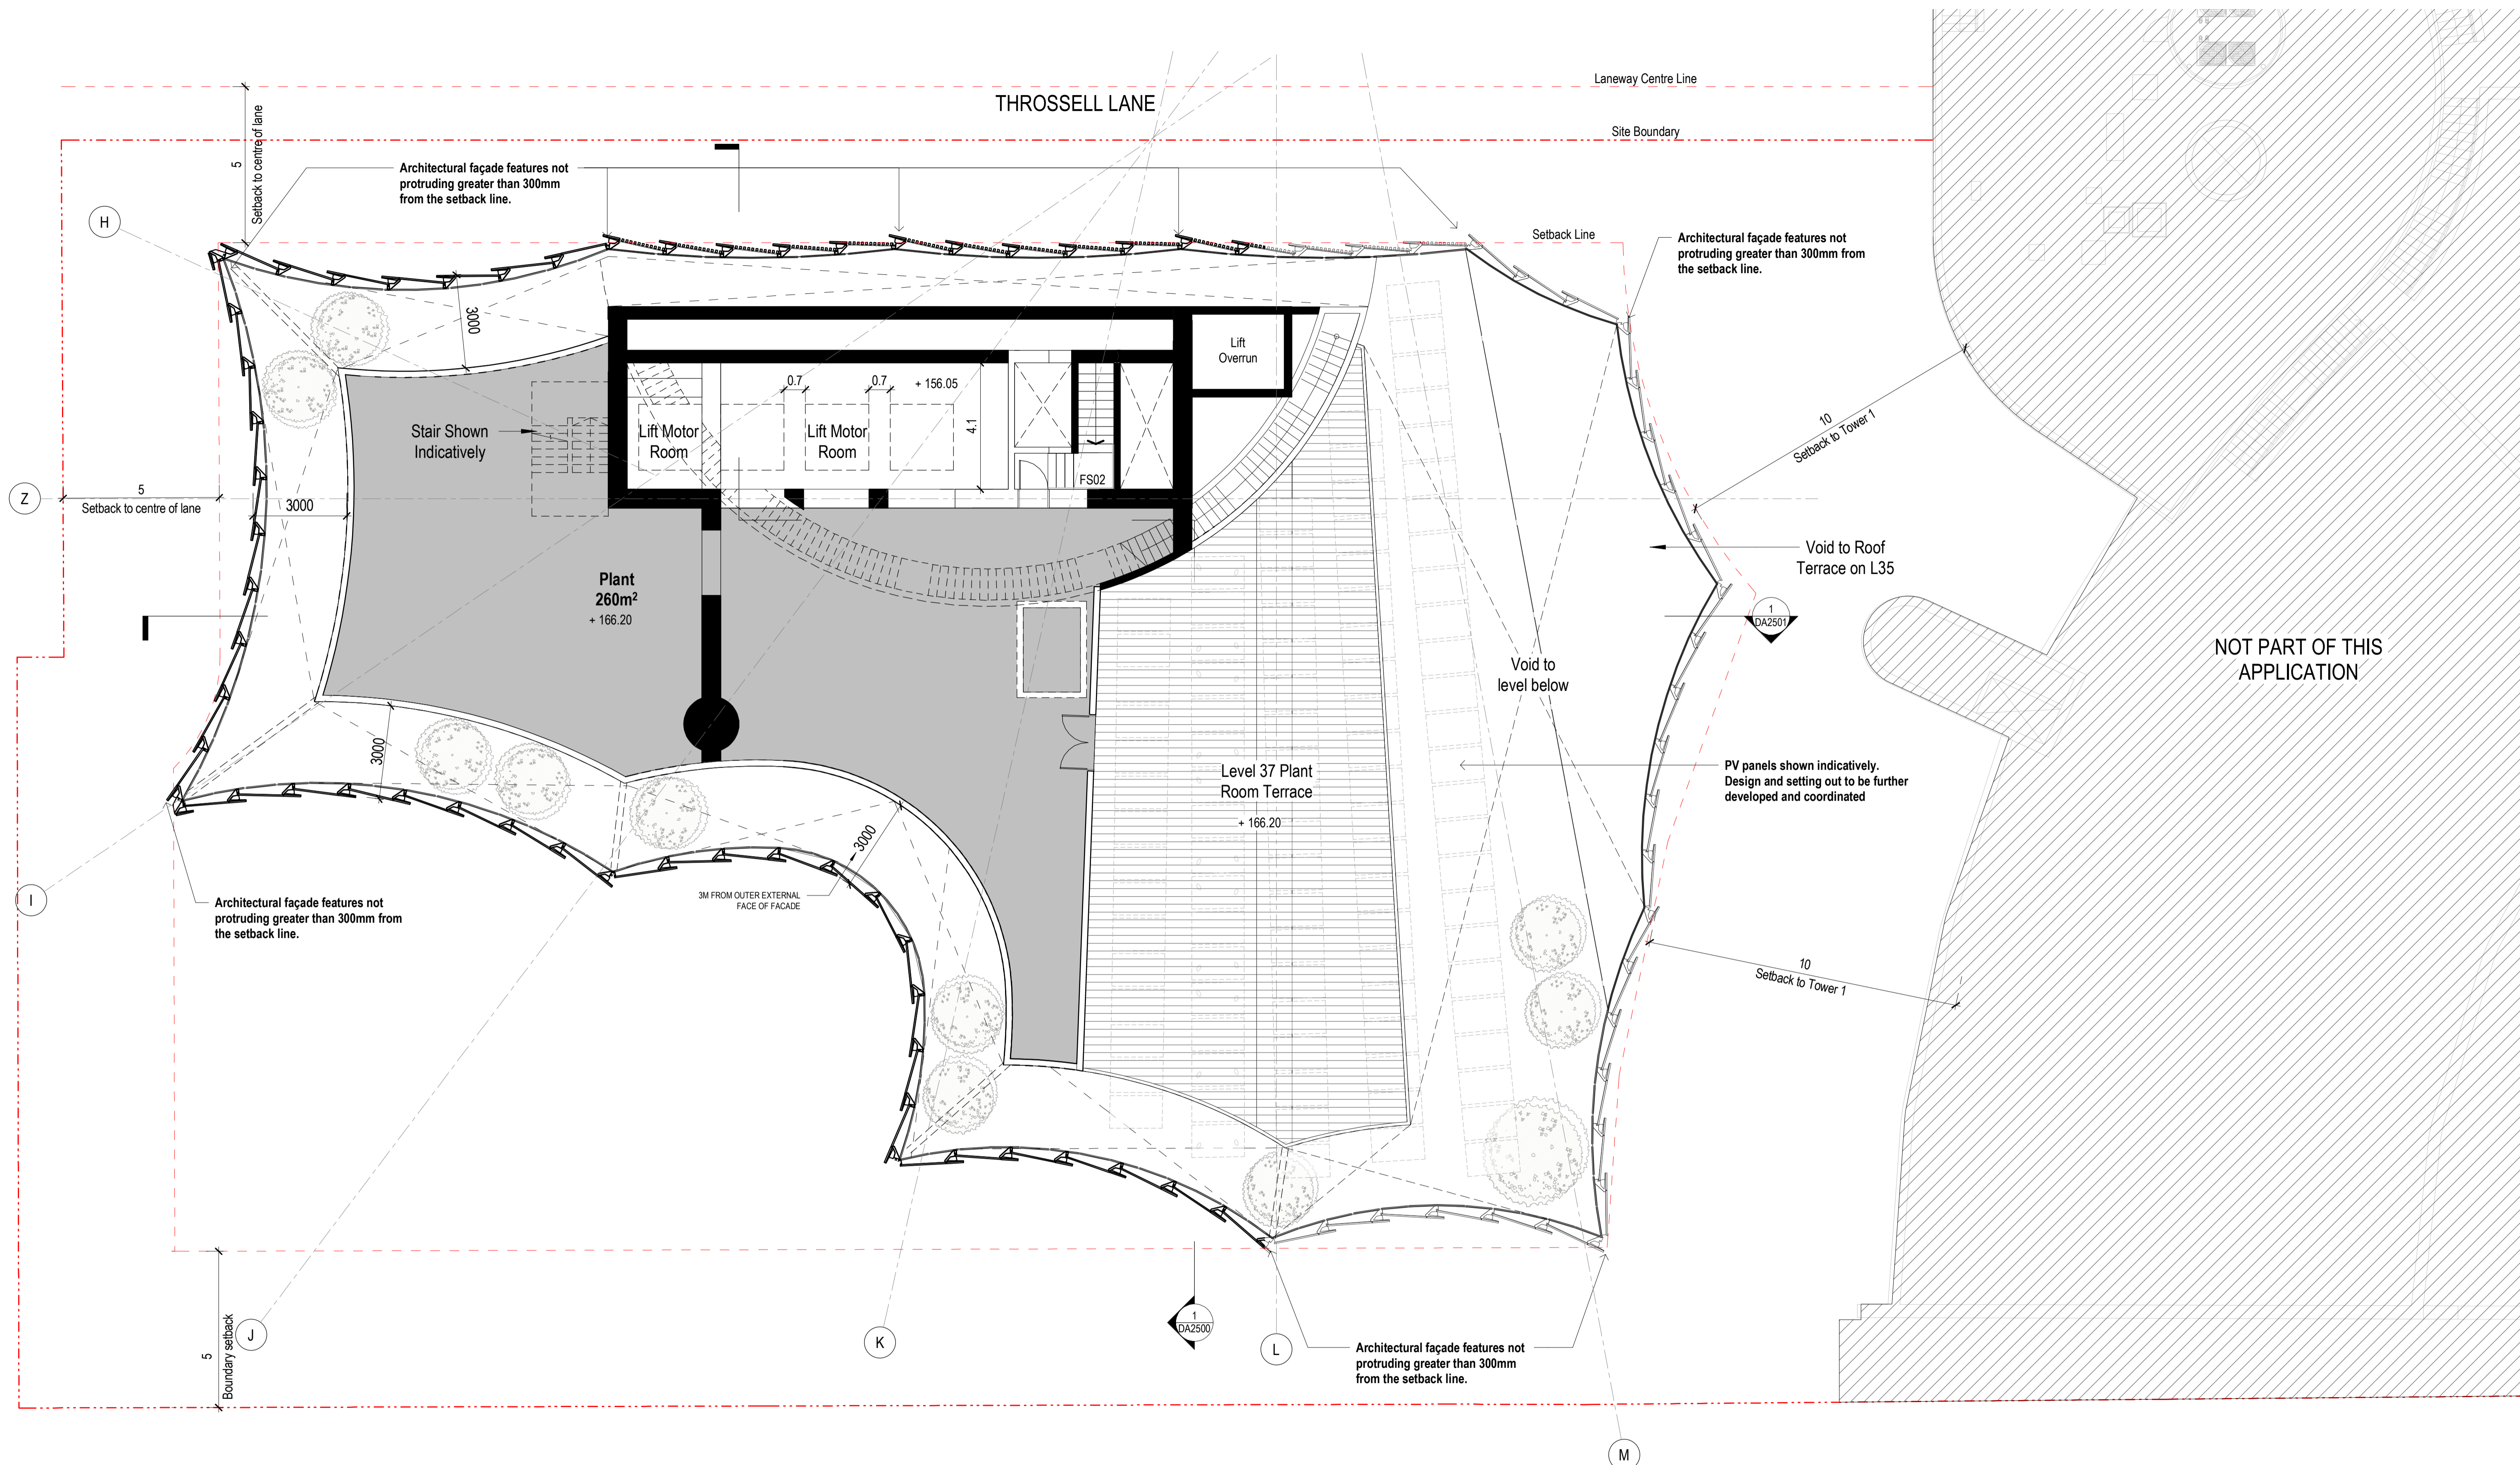 Laneway Centre Line
THROSSELL LANE
Site Boundary
5
Setback to centre of lane
Architectural façade features not
protruding greater than 300mm
from the setback line.
H
Setback Line
Architectural façade features not
protruding greater than 300mm from
the setback line.
3000
Lift
Overrun
0.7
0.7
+ 156.05
4.1
Stair Shown
Indicatively
Lift Motor
Room
Lift Motor
Room
FS02
10
Setback to Tower 1
Z
5
Setback to centre of lane
3000
Void to Roof
Terrace on L35
Plant
260m²
+ 166.20
1
DA2501
NOT PART OF THIS
APPLICATION
Void to
level below
3000
Level 37 Plant
Room Terrace
+ 166.20
PV panels shown indicatively.
Design and setting out to be further
developed and coordinated
3000
3M FROM OUTER EXTERNAL
FACE OF FACADE
I
Architectural façade features not
protruding greater than 300mm from
the setback line.
10
Setback to Tower 1
5
Boundary setback
J
K
1
DA2500
L
Architectural façade features not
protruding greater than 300mm
from the setback line.
M